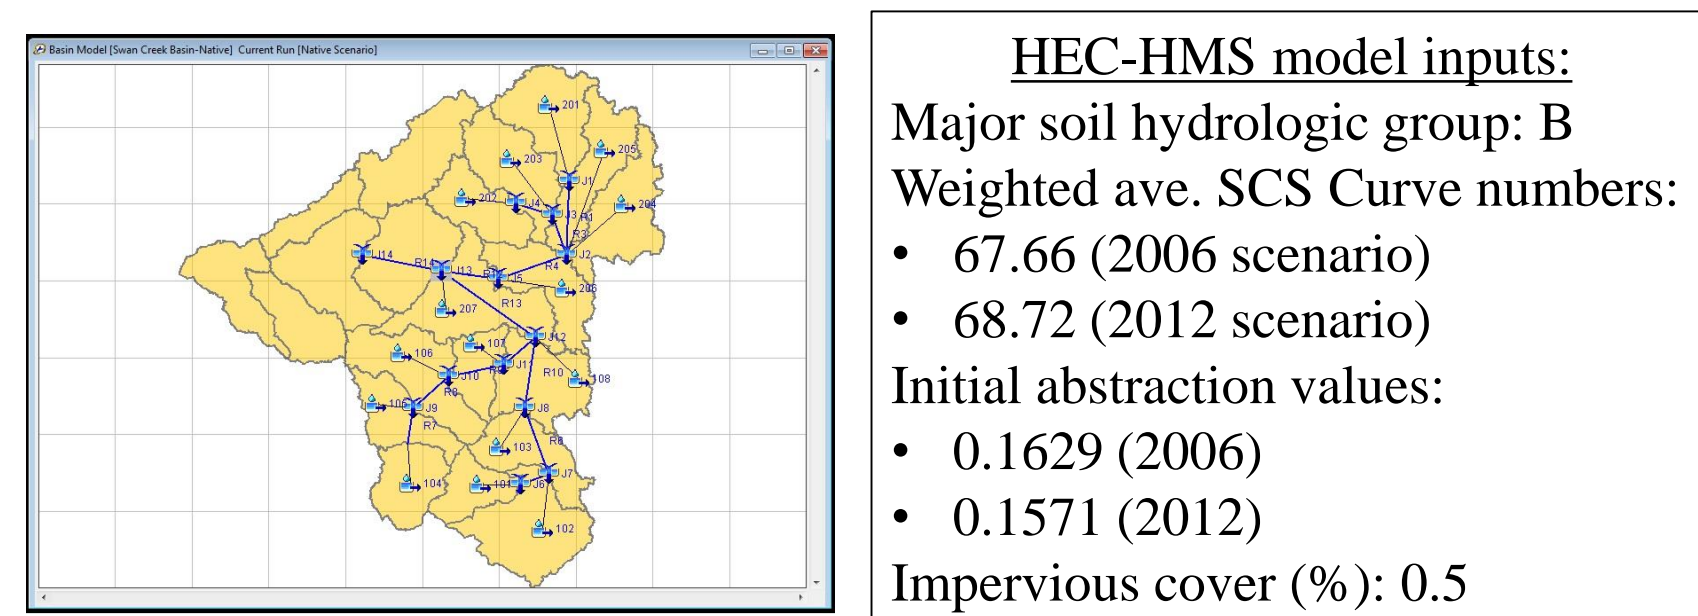 Basin Model [Swan Creek Basin-Native] Current Run [Native Scenario]
201
205
203
J1
202
J4
204
J3
R1
R3
J2
J14
R14
J13
J5
R4
206
R13
207
J12
107
106
J11
J10
R10
108
R8
105
J9
J8
R7
R6
103
J7
104
101
J6
102
HEC-HMS model inputs:
Major soil hydrologic group: B
Weighted ave. SCS Curve numbers:
• 67.66 (2006 scenario)
• 68.72 (2012 scenario)
Initial abstraction values:
• 0.1629 (2006)
• 0.1571 (2012)
Impervious cover (%): 0.5